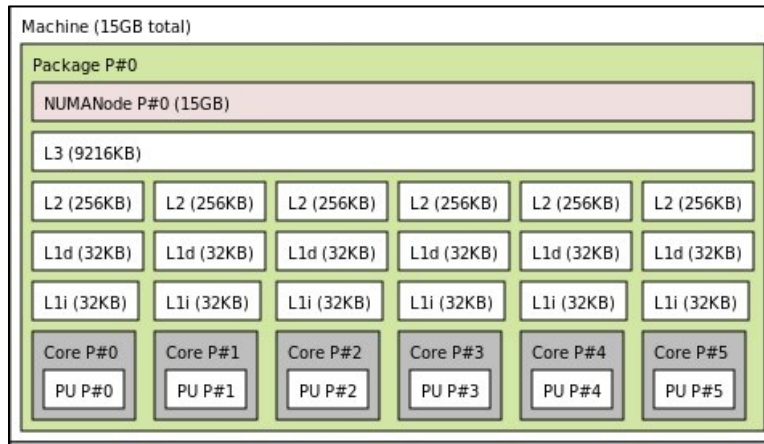 Machine (15GB total)
Package P#0
NUMANode P#0 (15GB)
L3 (9216KB)
L2 (256KB) L2 (256KB) L2 (256KB) L2 (256KB) L2 (256KB) L2 (256KB)
L1d (32KB) L1d (32KB) L1d (32KB) L1d (32KB) L1d (32KB) L1d (32KB)
L1i (32KB) L1i (32KB) L1i (32KB) L1i (32KB) L1i (32KB) L1i (32KB)
Core P#0 Core P#1 Core P#2 Core P#3 Core P#4 Core P#5
PU P#0 PU P#1 PU P#2 PU P#3 PU P#4 PU P#5